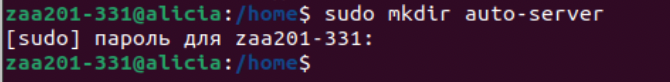 zaa201-331@alicia:/home$ sudo mkdir auto-server
[sudo] пароль для zaa201-331:
zaa201-331@alicia:/home$